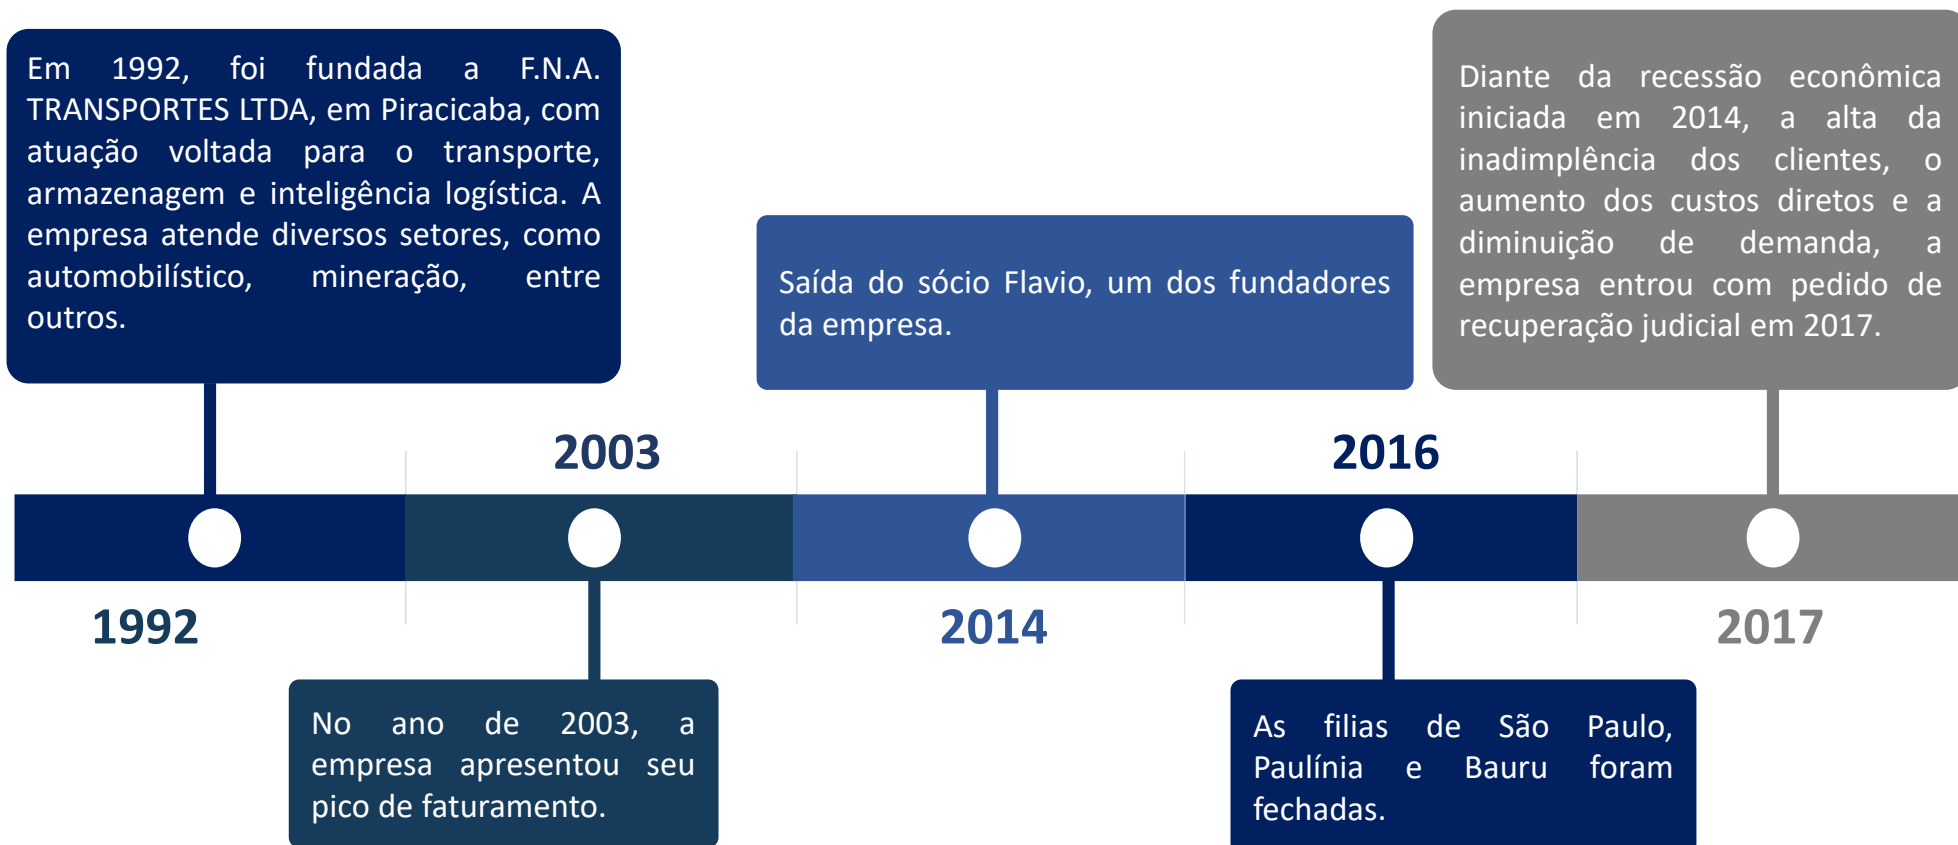 Em 1992, foi fundada a F.N.A.
TRANSPORTES LTDA, em Piracicaba, com
atuação voltada para o transporte,
armazenagem e inteligência logística. A
empresa atende diversos setores, como
automobilístico, mineração, entre
outros.
Saída do sócio Flavio, um dos fundadores
da empresa.
Diante da recessão econômica
iniciada em 2014, a alta da
inadimplência dos clientes, o
aumento dos custos diretos e a
diminuição de demanda, a
empresa entrou com pedido de
recuperação judicial em 2017.
2003
2016
1992
2014
2017
No ano de 2003, a
empresa apresentou seu
pico de faturamento.
As filias de São Paulo,
Paulínia e Bauru foram
fechadas.